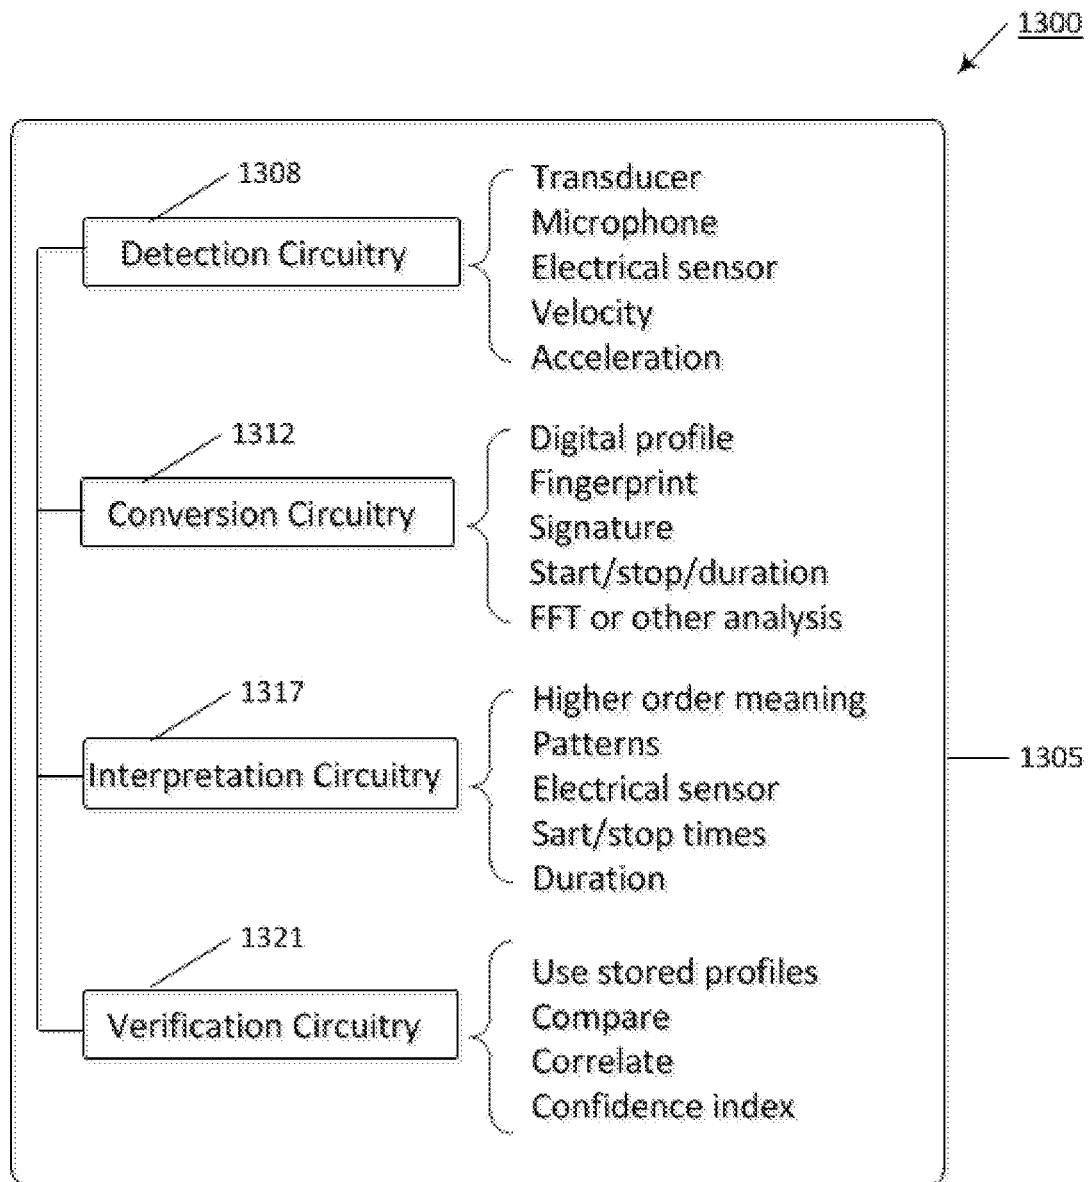 1300
1308
Detection Circuitry
Transducer
Microphone
Electrical sensor
Velocity
Acceleration
1312
Conversion Circuitry
Digital profile
Fingerprint
Signature
Start/stop/duration
FFT or other analysis
1317
Interpretation Circuitry
Higher order meaning
Patterns
Electrical sensor
Sart/stop times
Duration
1305
1321
Verification Circuitry
Use stored profiles
Compare
Correlate
Confidence index